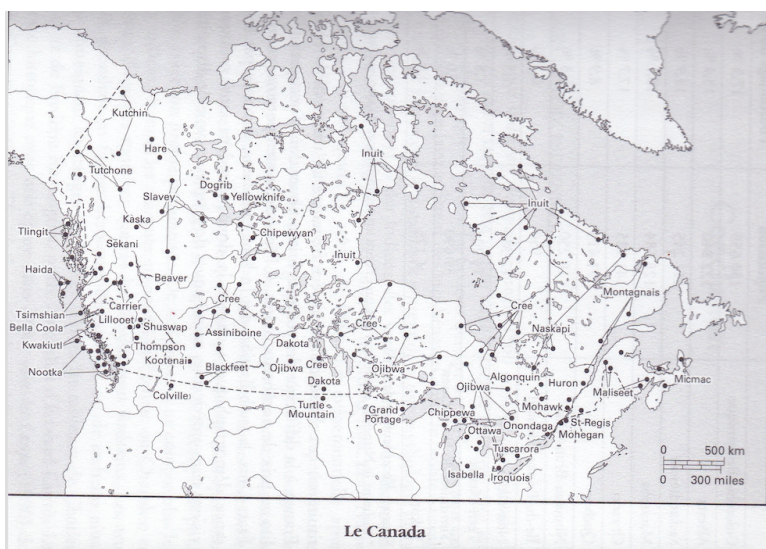 Kutchin
Hare
Inuit
Tutchone
Dogrib
Slavey
Yellowknife
Inuit
Kaska
Tlingit
Chipewyan
Sekani
Inuit
Haida
Beaver
Montagnais
Cree
Cree
Carrier
Tsimshian
Lillooet
Bella Coola
Shuswap
Cree
Naskapi
Assiniboine
Kwakiutl
Thompson
Dakota
Kootenai
Blackfeet
Ojibwa
Cree
Ojibwa
Nootka
Algonquin
Huron
Micmac
Dakota
Ojibwa
Maliseet
Colville
Turtle
Mountain
Grand
Portage
Chippewa
Mohawk
St-Regis
Onondaga
Ottawa
Mohegan
Tuscarora
Isabella
Iroquois
0 500 km
0 300 miles
Le Canada